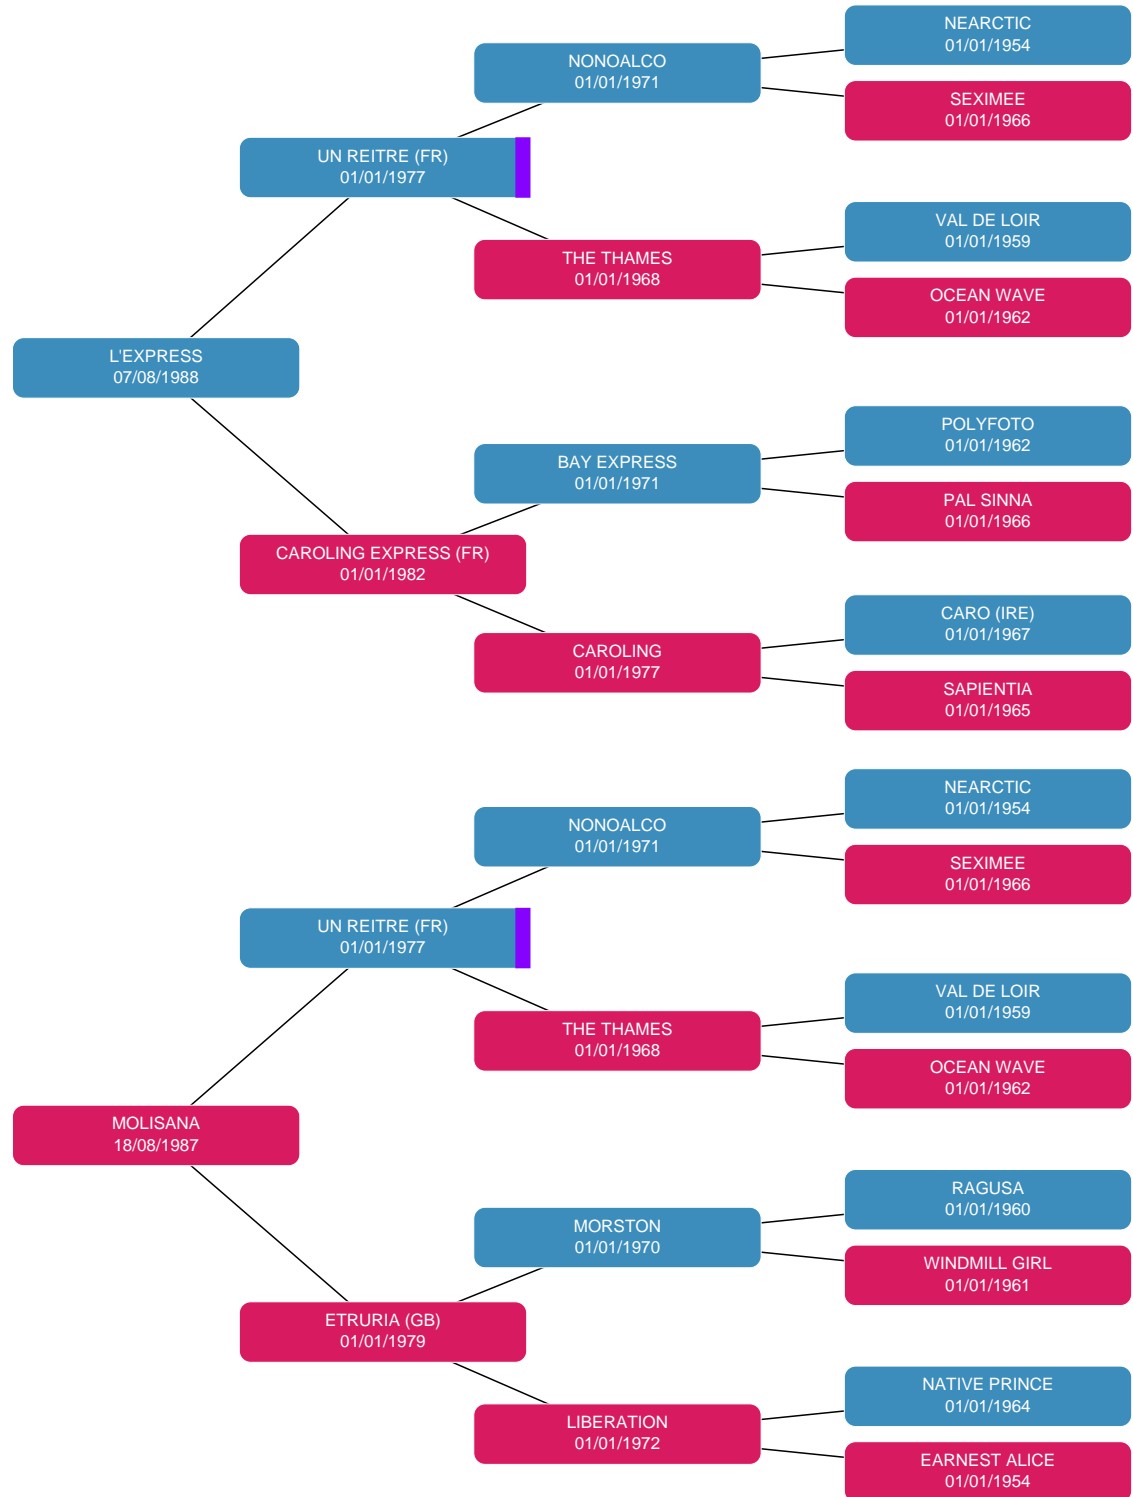 NEARCTIC
01/01/1954
NONOALCO
01/01/1971
SEXIMEE
01/01/1966
UN REITRE (FR)
01/01/1977
VAL DE LOIR
01/01/1959
THE THAMES
01/01/1968
OCEAN WAVE
01/01/1962
L'EXPRESS
07/08/1988
POLYFOTO
01/01/1962
BAY EXPRESS
01/01/1971
PAL SINNA
01/01/1966
CAROLING EXPRESS (FR)
01/01/1982
CARO (IRE)
01/01/1967
CAROLING
01/01/1977
SAPIENTIA
01/01/1965
NEARCTIC
01/01/1954
NONOALCO
01/01/1971
SEXIMEE
01/01/1966
UN REITRE (FR)
01/01/1977
VAL DE LOIR
01/01/1959
THE THAMES
01/01/1968
OCEAN WAVE
01/01/1962
MOLISANA
18/08/1987
RAGUSA
01/01/1960
MORSTON
01/01/1970
WINDMILL GIRL
01/01/1961
ETRURIA (GB)
01/01/1979
NATIVE PRINCE
01/01/1964
LIBERATION
01/01/1972
EARNEST ALICE
01/01/1954